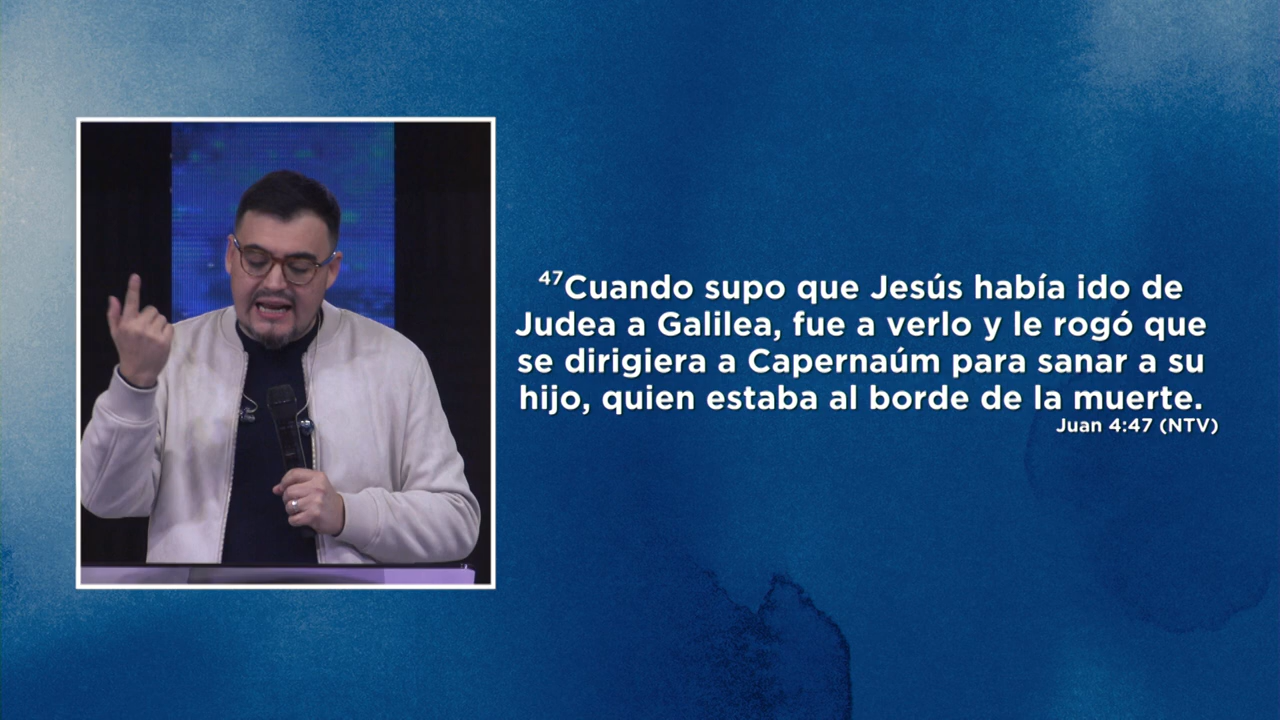 ⁴⁷Cuando supo que Jesús había ido de
Judea a Galilea, fue a verlo y le rogó que
se dirigiera a Capernaúm para sanar a su
hijo, quien estaba al borde de la muerte.
Juan 4:47 (NTV)